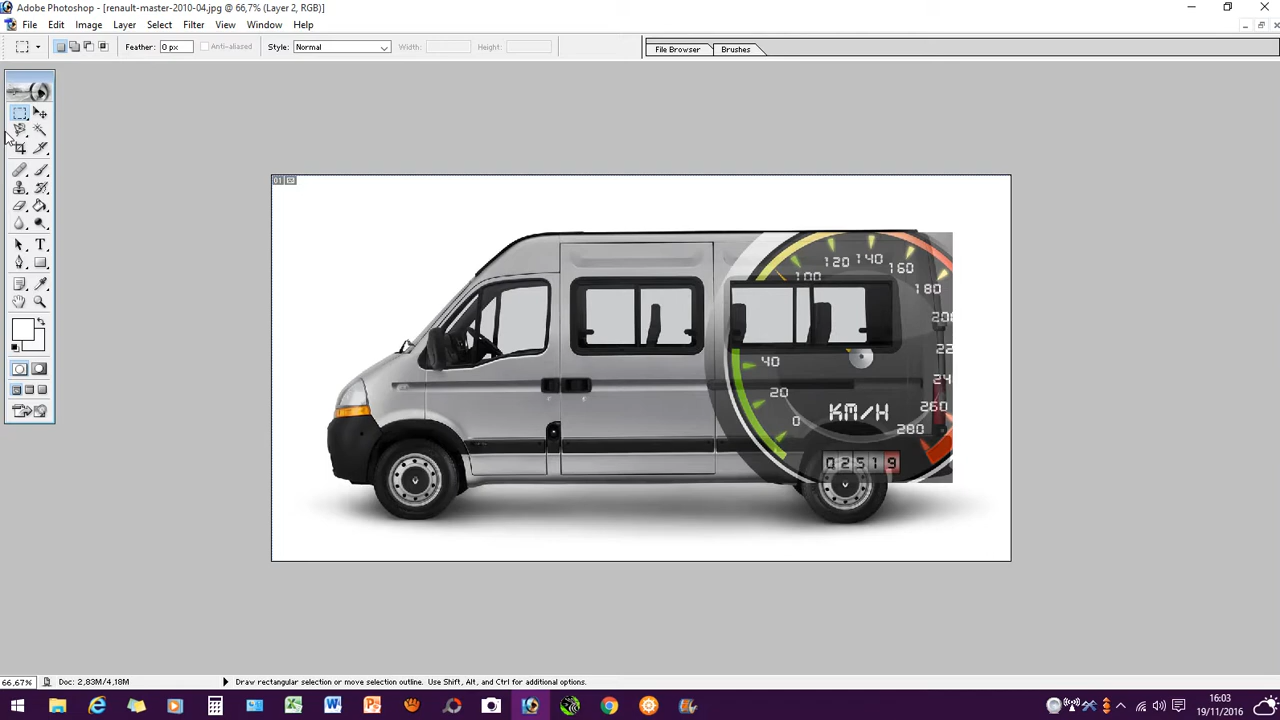 Adobe Photoshop - [renault-master-2010-04.jpg @ 66,7% (Layer 2, RGB)]
File Edit Image Layer Select Filter View Window Help
Feather: 0 px Anti-aliased Style: Normal Width: Height: File Browser Brushes
01
120 140
100 160
180
40
20
0
KM/H
260
280
02519
66,67% Doc: 2,83M/4,18M Draw rectangular selection or move selection outline. Use Shift, Alt, and Ctrl for additional options.
16:03
19/11/2016